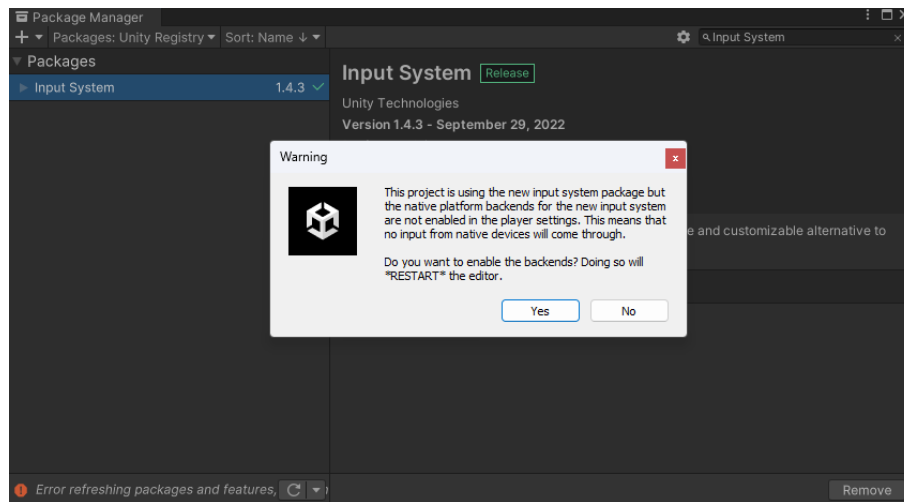 Package Manager
Packages: Unity Registry Sort: Name ↓ Input System
Packages
Input System 1.4.3
Input System Release
Unity Technologies
Version 1.4.3 - September 29, 2022
Warning
This project is using the new input system package but
the native platform backends for the new input system
are not enabled in the player settings. This means that
no input from native devices will come through.
e and customizable alternative to
Do you want to enable the backends? Doing so will
*RESTART* the editor.
Yes No
Error refreshing packages and features,
Remove